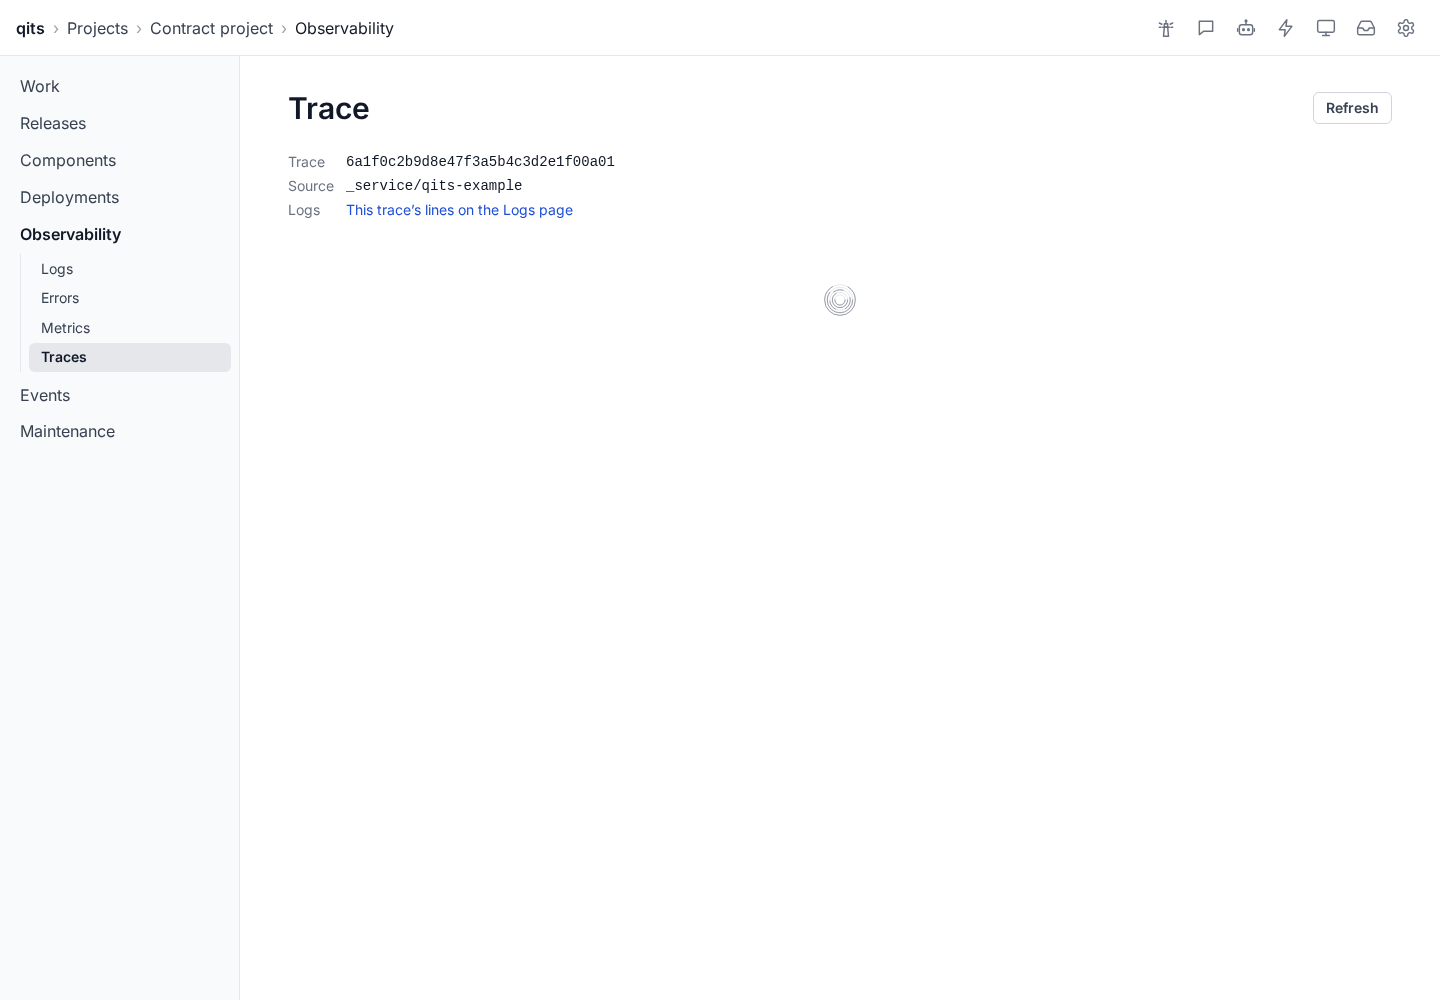 qits › Projects › Contract project › Observability
Work
Releases
Components
Deployments
Observability
Logs
Errors
Metrics
Traces
Events
Maintenance
Trace
Refresh
Trace 6a1f0c2b9d8e47f3a5b4c3d2e1f00a01
Source _service/qits-example
Logs This trace’s lines on the Logs page